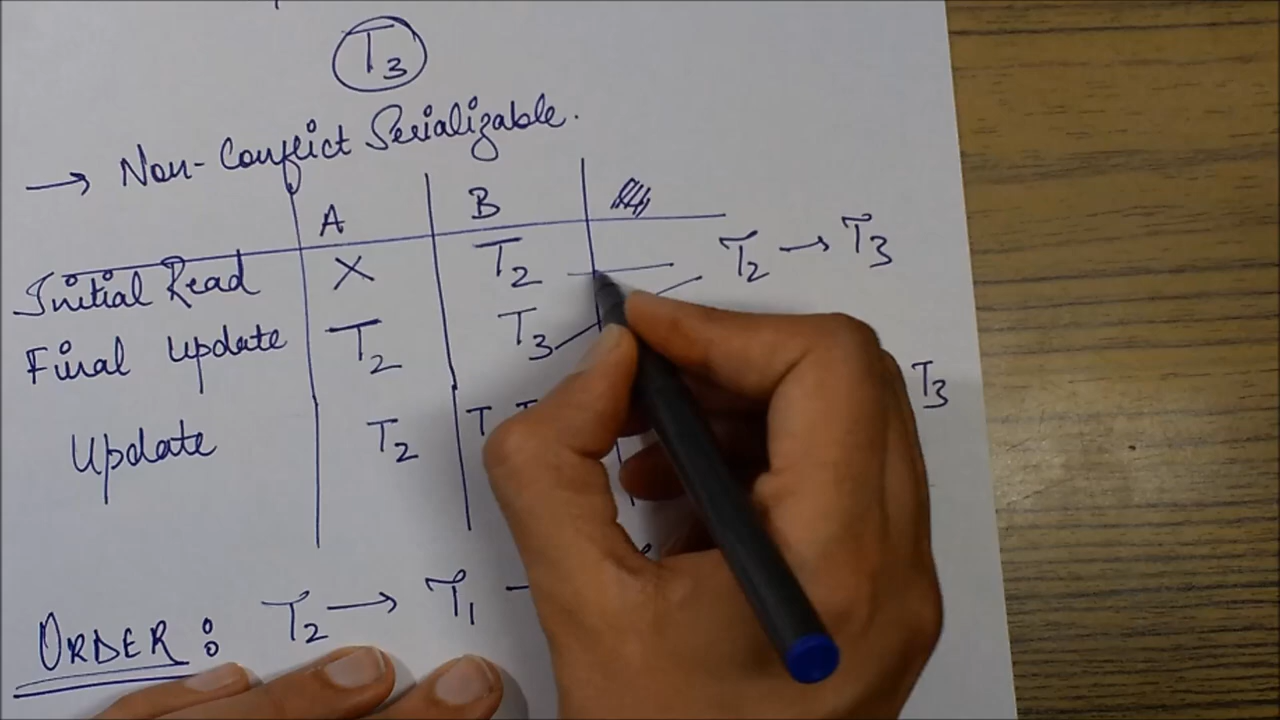 T3
→ Non-Conflict Serializable.
A B
Initial Read X T2 T2 → T3
Final Update T2 T3
T3
Update T2 T
ORDER: T2 → T1